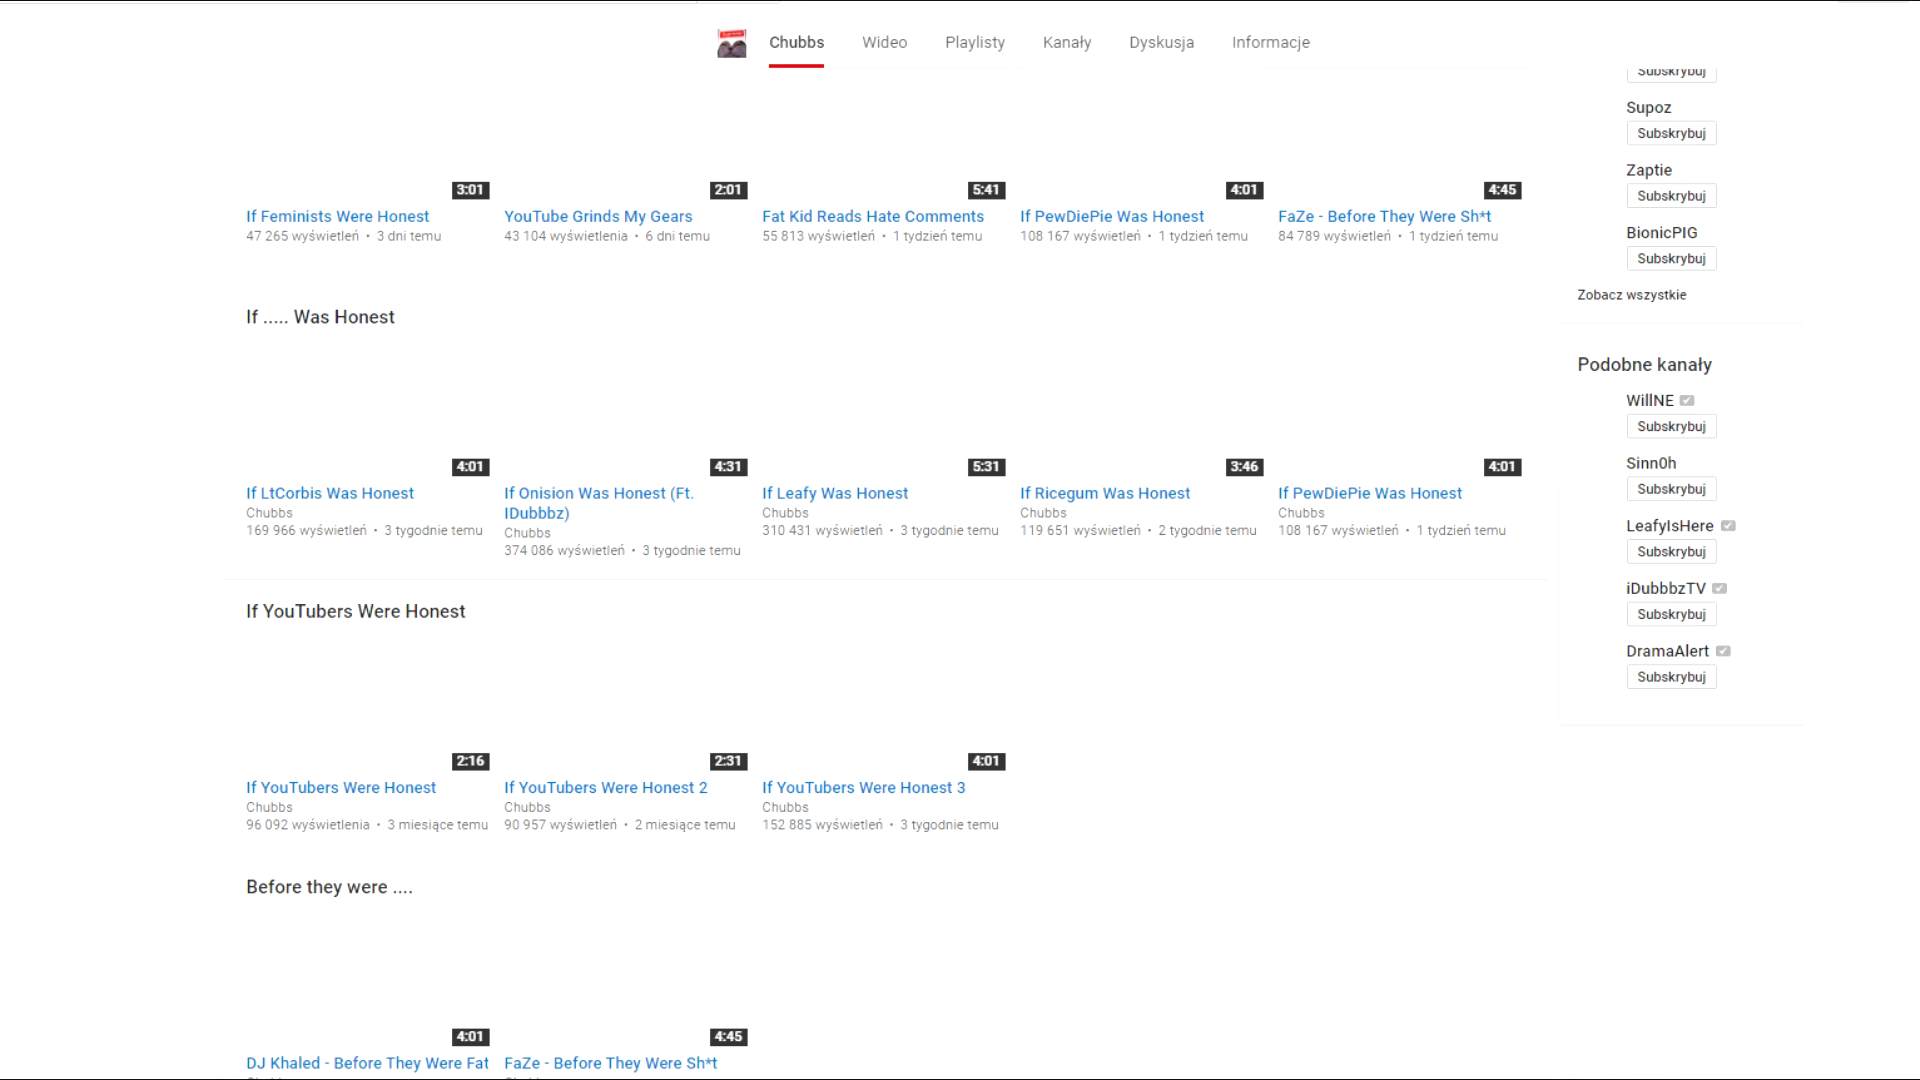 Chubbs Wideo Playlisty Kanały Dyskusja Informacje
3:01 2:01 5:41 4:01 4:45
If Feminists Were Honest
47 265 wyświetleń • 3 dni temu
YouTube Grinds My Gears
43 104 wyświetlenia • 6 dni temu
Fat Kid Reads Hate Comments
55 813 wyświetleń • 1 tydzień temu
If PewDiePie Was Honest
108 167 wyświetleń • 1 tydzień temu
FaZe - Before They Were Sh*t
84 789 wyświetleń • 1 tydzień temu
If ..... Was Honest
4:01 4:31 5:31 3:46 4:01
If LtCorbis Was Honest
Chubbs
169 966 wyświetleń • 3 tygodnie temu
If Onision Was Honest (Ft.
IDubbbz)
Chubbs
374 086 wyświetleń • 3 tygodnie temu
If Leafy Was Honest
Chubbs
310 431 wyświetleń • 3 tygodnie temu
If Ricegum Was Honest
Chubbs
119 651 wyświetleń • 2 tygodnie temu
If PewDiePie Was Honest
Chubbs
108 167 wyświetleń • 1 tydzień temu
If YouTubers Were Honest
2:16 2:31 4:01
If YouTubers Were Honest
Chubbs
96 092 wyświetlenia • 3 miesiące temu
If YouTubers Were Honest 2
Chubbs
90 957 wyświetleń • 2 miesiące temu
If YouTubers Were Honest 3
Chubbs
152 885 wyświetleń • 3 tygodnie temu
Before they were ....
4:01 4:45
DJ Khaled - Before They Were Fat
FaZe - Before They Were Sh*t
Subskrybuj
Supoz
Subskrybuj
Zaptie
Subskrybuj
BionicPIG
Subskrybuj
Zobacz wszystkie
Podobne kanały
WillNE
Subskrybuj
Sinn0h
Subskrybuj
LeafyIsHere
Subskrybuj
iDubbbzTV
Subskrybuj
DramaAlert
Subskrybuj